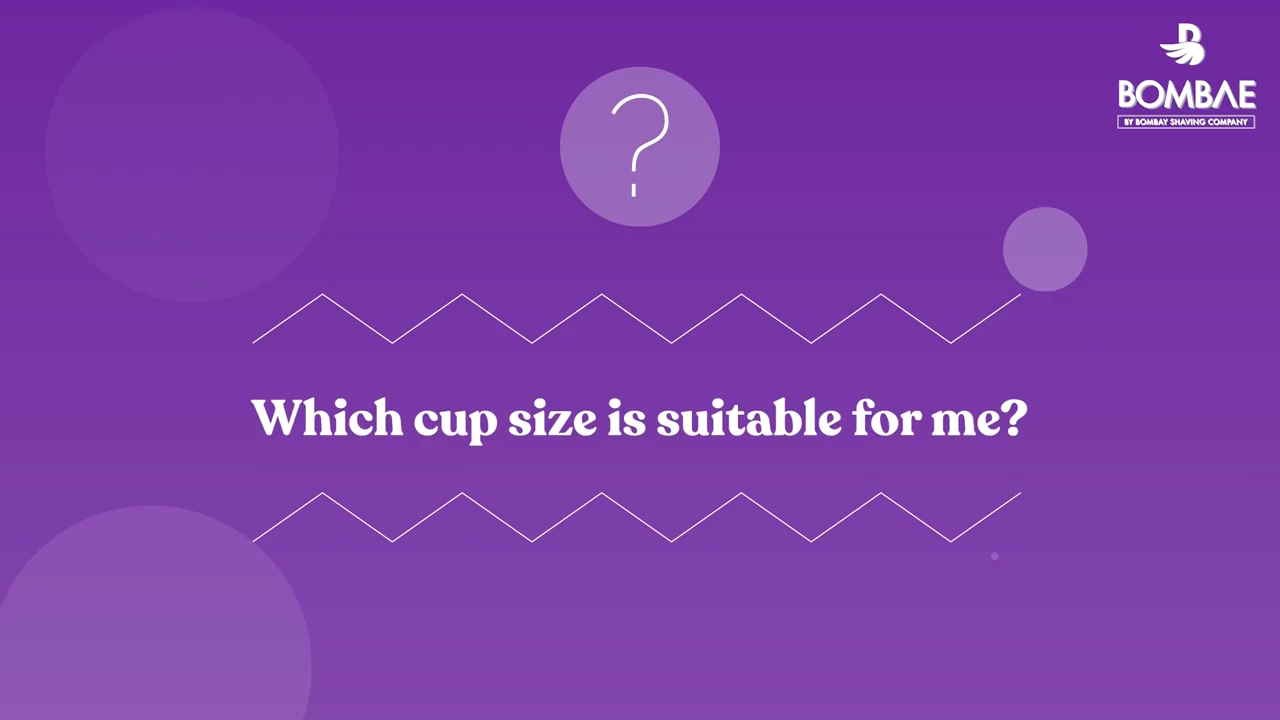 ?
BOMBAE
BY BOMBAY SHAVING COMPANY
Which cup size is suitable for me?